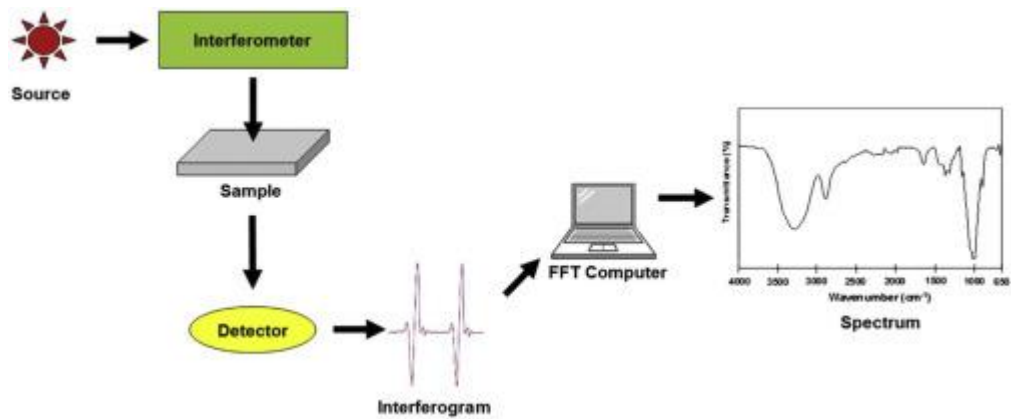 Interferometer
Source
Sample
Detector
Interferogram
FFT Computer
Transmittance (%)
4000 3500 3000 2500 2000 1500 1000 650
Wavenumber (cm-1)
Spectrum